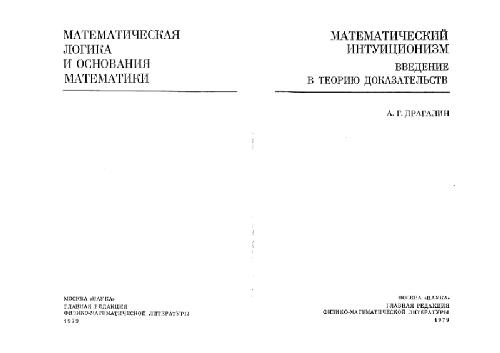 МАТЕМАТИЧЕСКАЯ
ЛОГИКА
И ОСНОВАНИЯ
МАТЕМАТИКИ
МОСКВА «НАУКА»
ГЛАВНАЯ РЕДАКЦИЯ
ФИЗИКО-МАТЕМАТИЧЕСКОЙ ЛИТЕРАТУРЫ
1979
МАТЕМАТИЧЕСКИЙ
ИНТУИЦИОНИЗМ
ВВЕДЕНИЕ
В ТЕОРИЮ ДОКАЗАТЕЛЬСТВ
А. Г. ДРАГАЛИН
МОСКВА «НАУКА»
ГЛАВНАЯ РЕДАКЦИЯ
ФИЗИКО-МАТЕМАТИЧЕСКОЙ ЛИТЕРАТУРЫ
1979